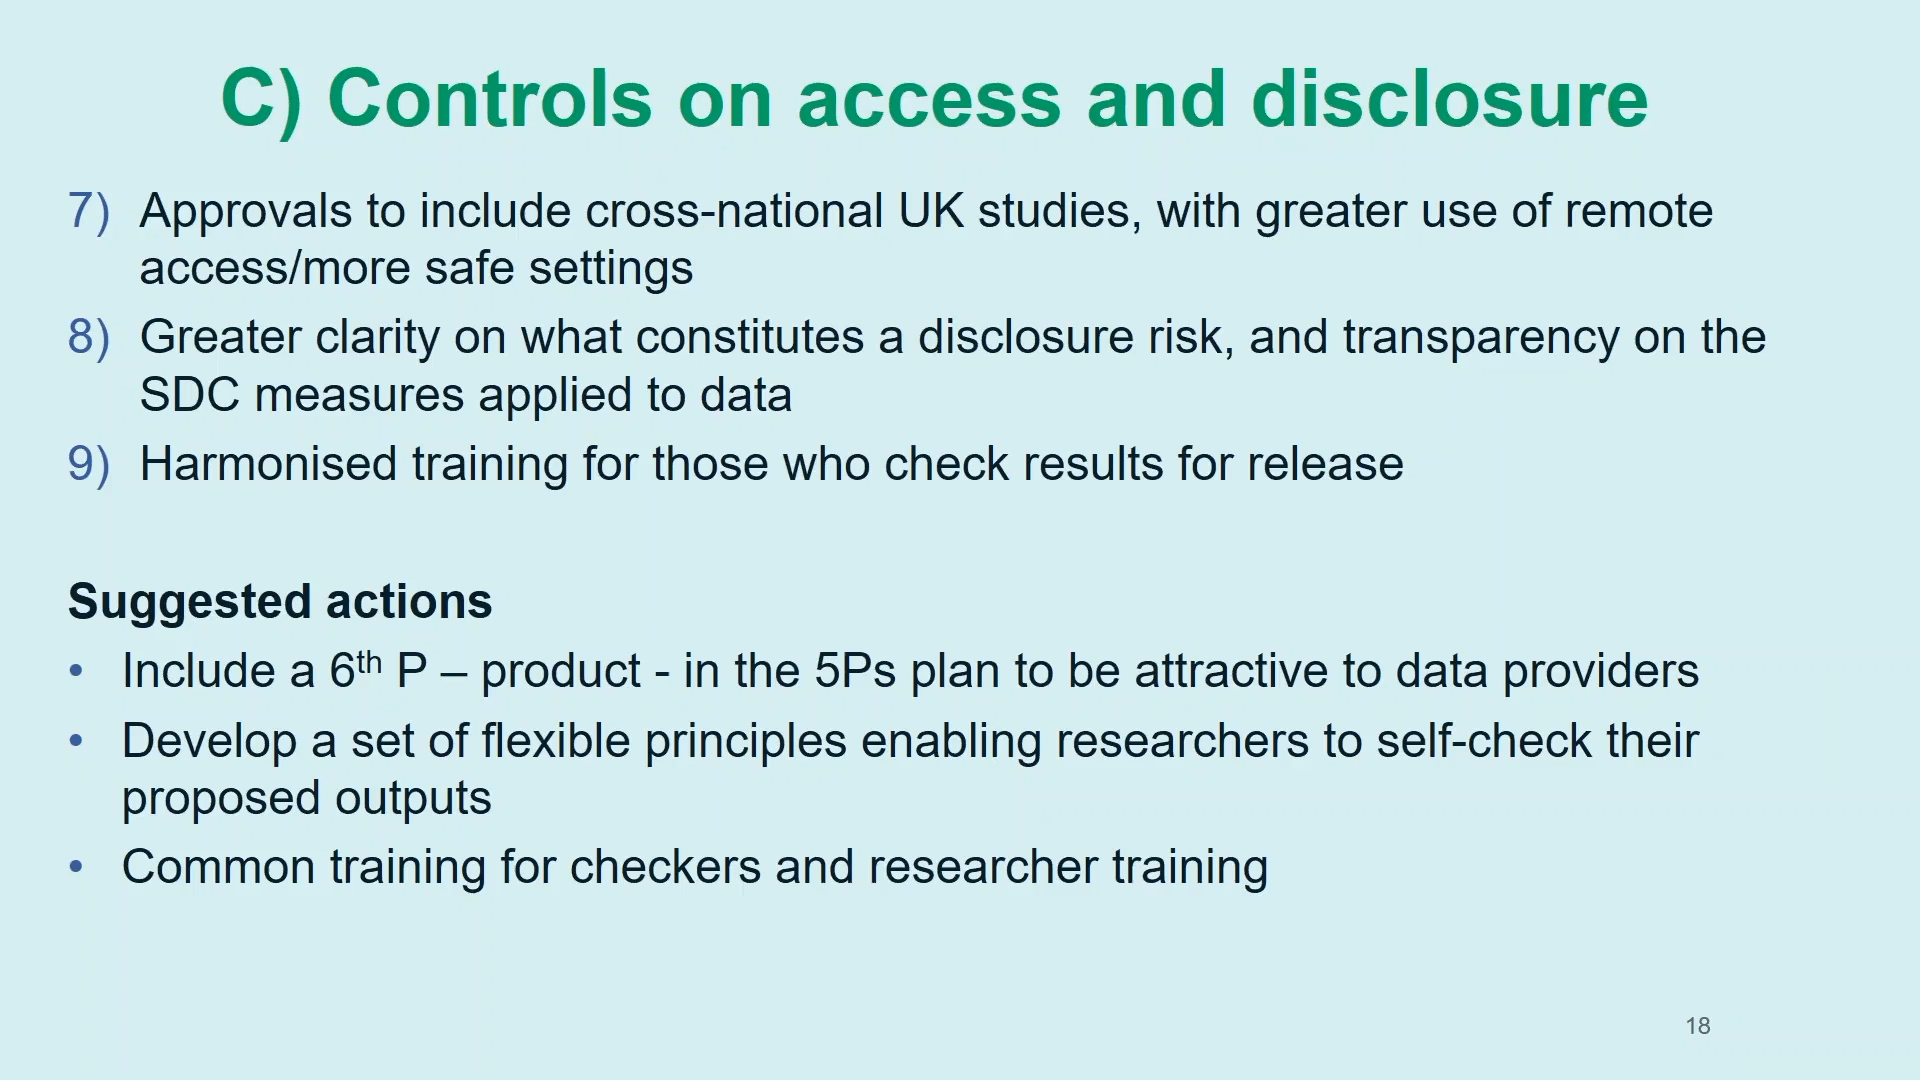 C) Controls on access and disclosure
7) Approvals to include cross-national UK studies, with greater use of remote
access/more safe settings
8) Greater clarity on what constitutes a disclosure risk, and transparency on the
SDC measures applied to data
9) Harmonised training for those who check results for release
Suggested actions
• Include a 6th P – product - in the 5Ps plan to be attractive to data providers
• Develop a set of flexible principles enabling researchers to self-check their
proposed outputs
• Common training for checkers and researcher training
18